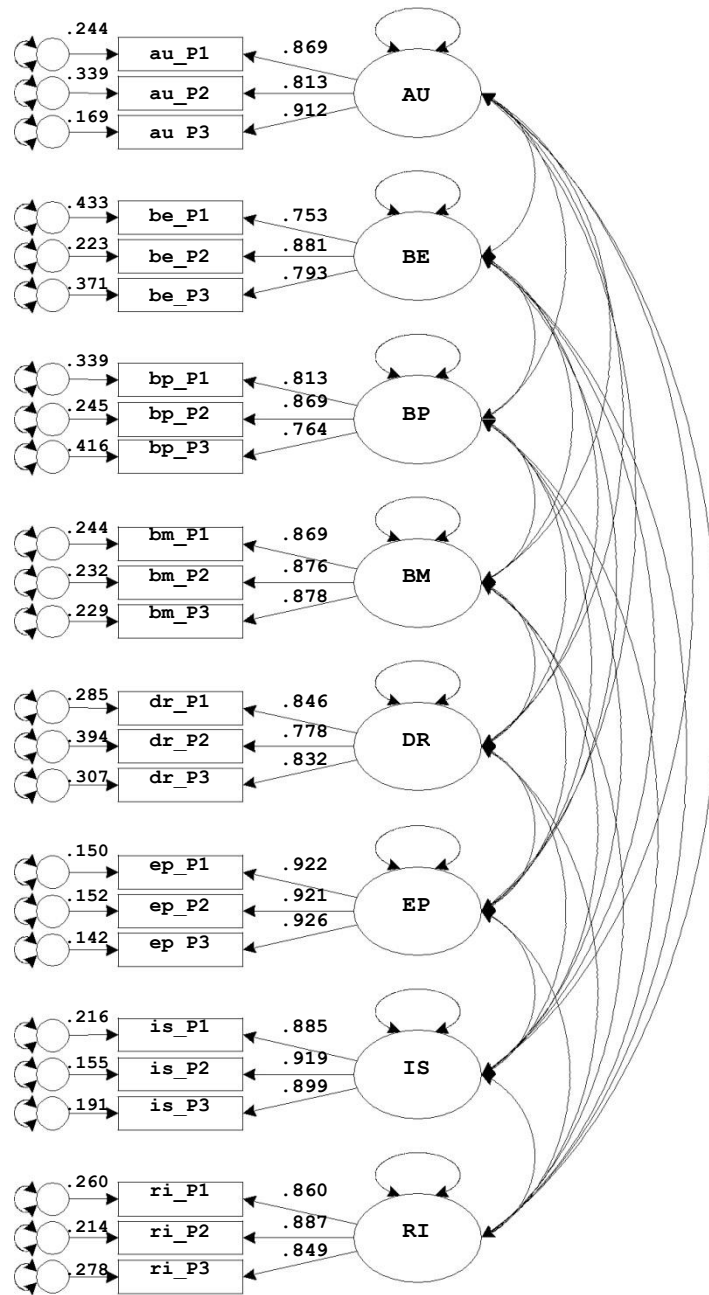 .244 au_P1 .869
.339 au_P2 .813 AU
.169 au P3 .912
.433 be_P1 .753
.223 be_P2 .881 BE
.371 be_P3 .793
.339 bp_P1 .813
.245 bp_P2 .869 BP
.416 bp_P3 .764
.244 bm_P1 .869
.232 bm_P2 .876 BM
.229 bm_P3 .878
.285 dr_P1 .846
.394 dr_P2 .778 DR
.307 dr_P3 .832
.150 ep_P1 .922
.152 ep_P2 .921 EP
.142 ep P3 .926
.216 is_P1 .885
.155 is_P2 .919 IS
.191 is_P3 .899
.260 ri_P1 .860
.214 ri_P2 .887 RI
.278 ri_P3 .849